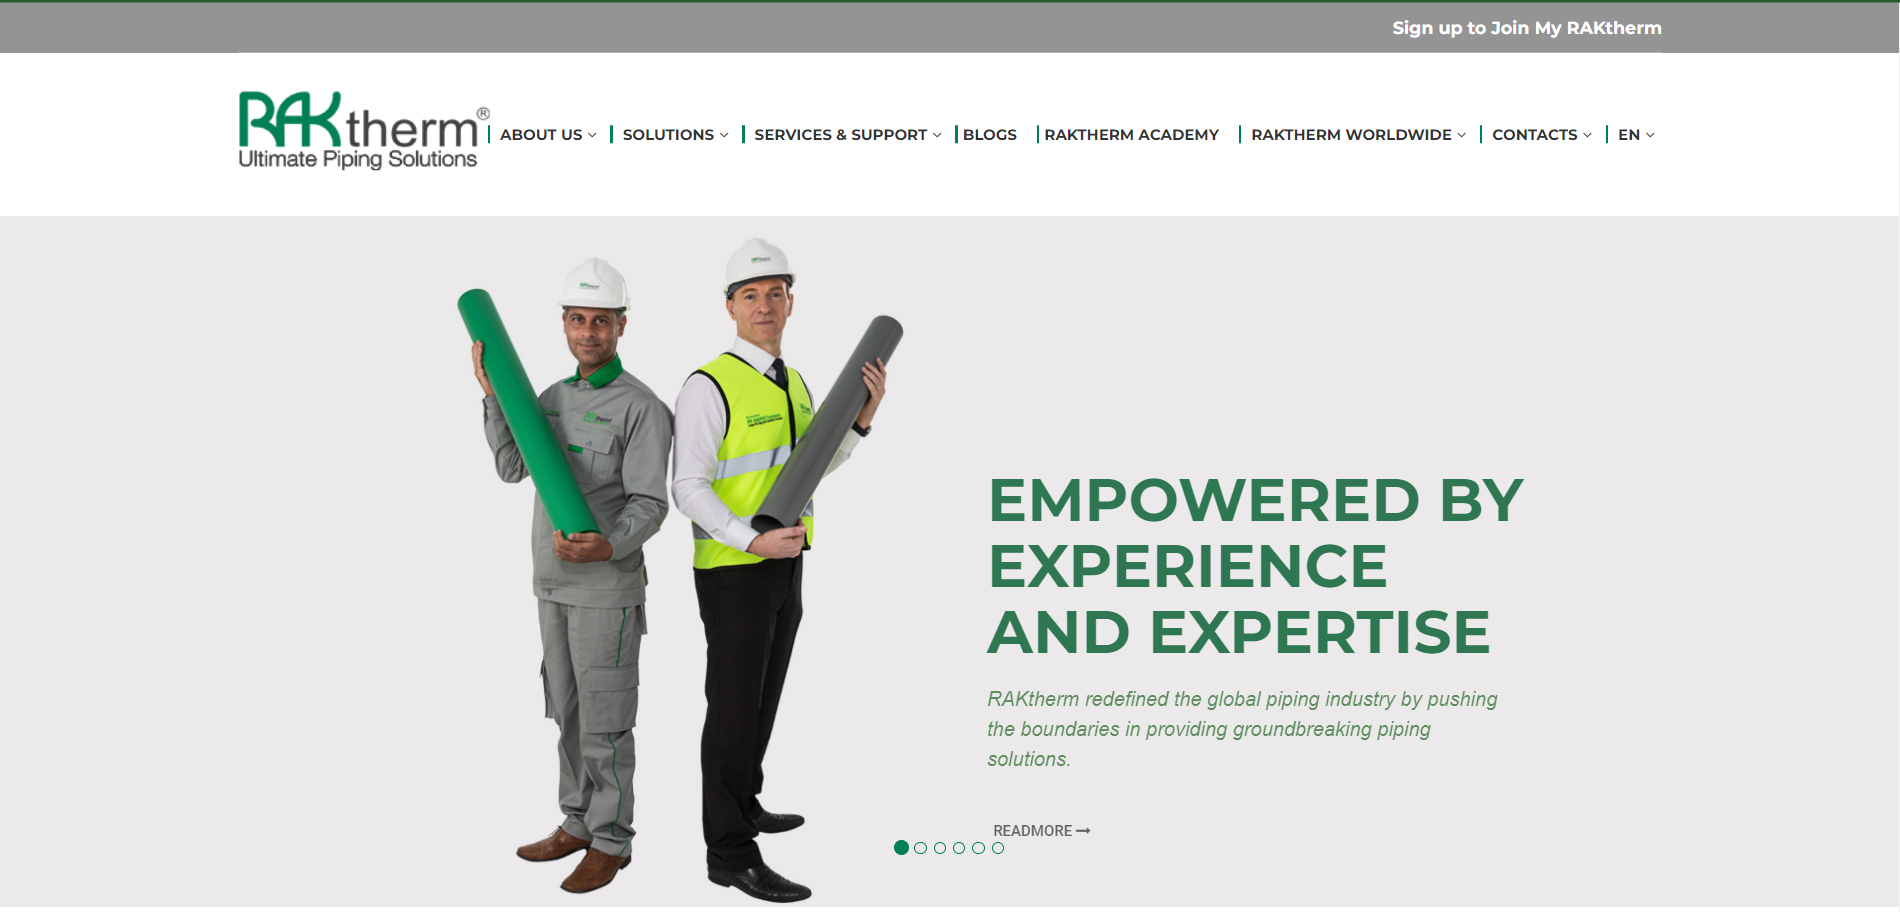 Sign up to Join My RAKtherm
RAKtherm®
Ultimate Piping Solutions
ABOUT US
SOLUTIONS
SERVICES & SUPPORT
BLOGS
RAKTHERM ACADEMY
RAKTHERM WORLDWIDE
CONTACTS
EN
EMPOWERED BY
EXPERIENCE
AND EXPERTISE
RAKtherm redefined the global piping industry by pushing
the boundaries in providing groundbreaking piping
solutions.
READMORE